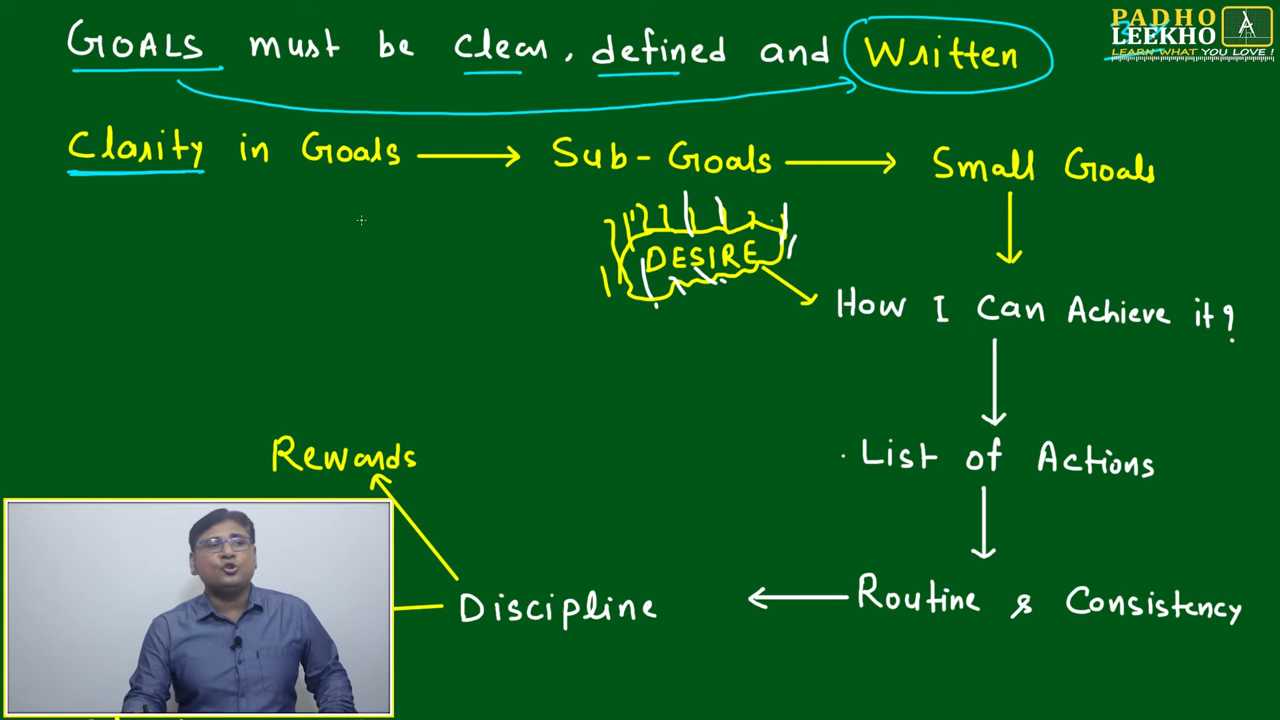 GOALS must be clear, defined and Written
PADHO
LEEKHO
LEARN WHAT YOU LOVE !
Clarity in Goals → Sub-Goals → Small Goals
DESIRE
How I Can Achieve it?
List of Actions
Rewards
Routine & Consistency
Discipline